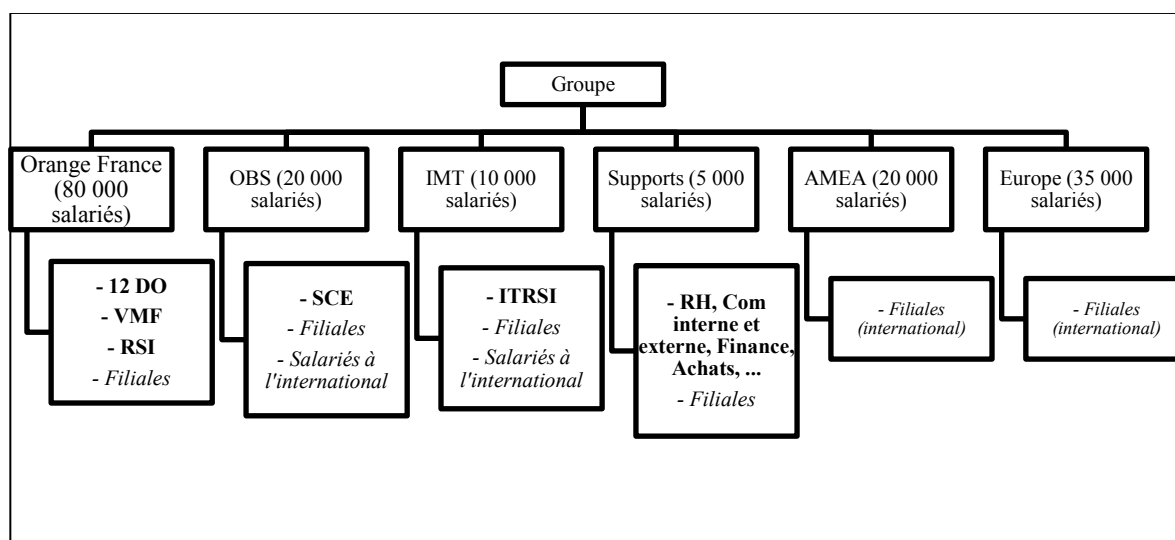 Groupe
Orange France
(80 000
salariés)
OBS (20 000
salariés)
IMT (10 000
salariés)
Supports (5 000
salariés)
AMEA (20 000
salariés)
Europe (35 000
salariés)
- 12 DO
- VMF
- RSI
- Filiales
- SCE
- Filiales
- Salariés à
l'international
- ITRSI
- Filiales
- Salariés à
l'international
- RH, Com
interne et
externe, Finance,
Achats, ...
- Filiales
- Filiales
(international)
- Filiales
(international)